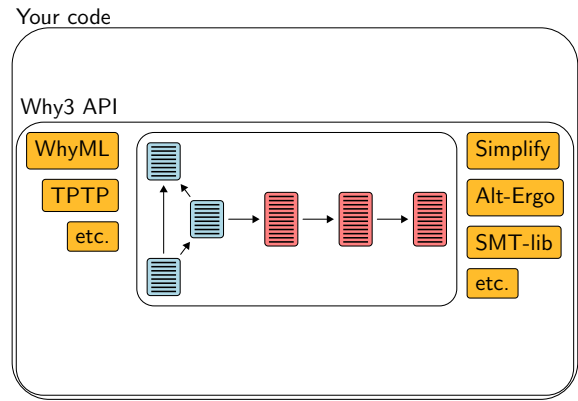 Your code
Why3 API
WhyML
TPTP
etc.
Simplify
Alt-Ergo
SMT-lib
etc.